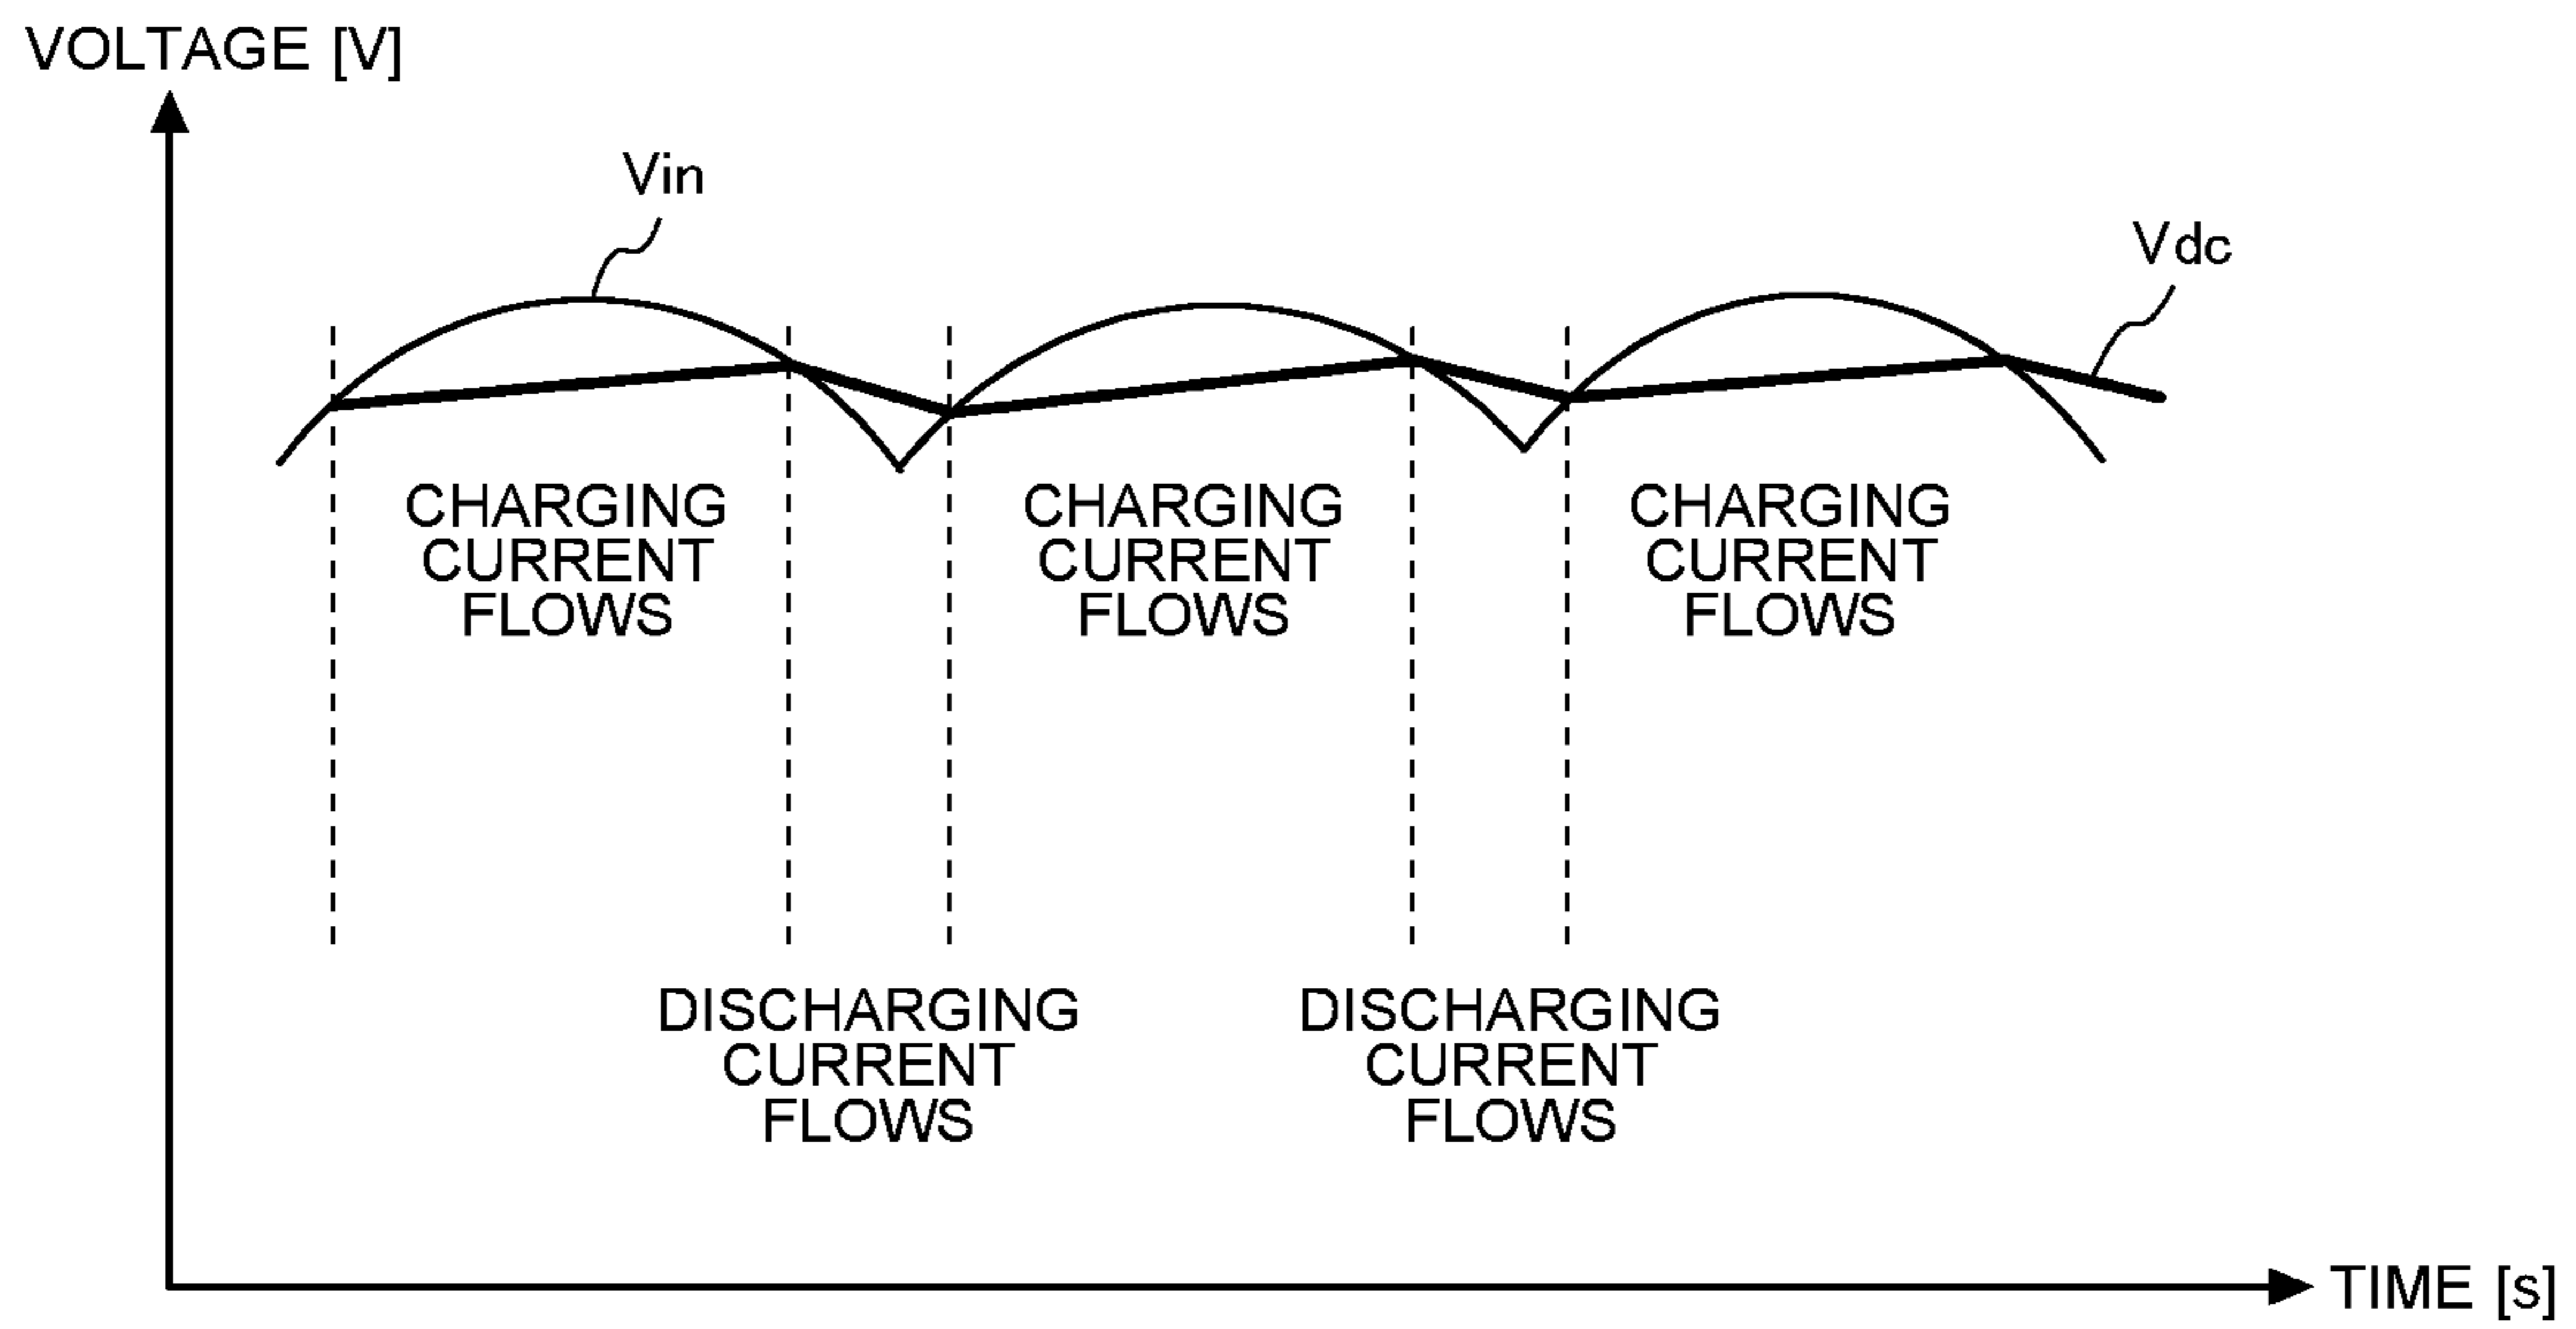 VOLTAGE [V]
Vin
Vdc
CHARGING
CURRENT
FLOWS
CHARGING
CURRENT
FLOWS
CHARGING
CURRENT
FLOWS
DISCHARGING
CURRENT
FLOWS
DISCHARGING
CURRENT
FLOWS
TIME [s]